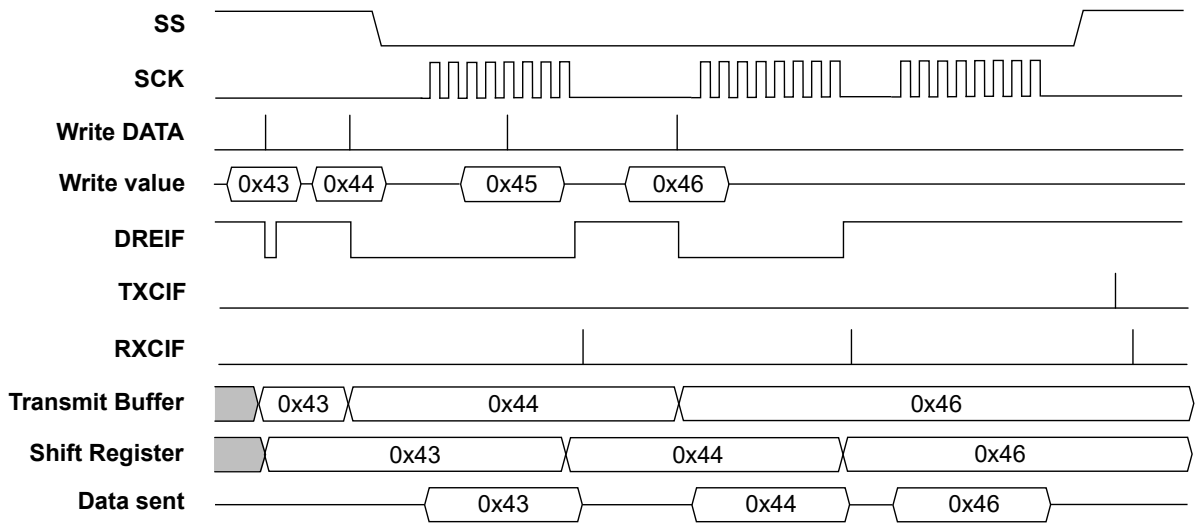 SS
SCK
Write DATA
Write value 0x43 0x44 0x45 0x46
DREIF
TXCIF
RXCIF
Transmit Buffer 0x43 0x44 0x46
Shift Register 0x43 0x44 0x46
Data sent 0x43 0x44 0x46